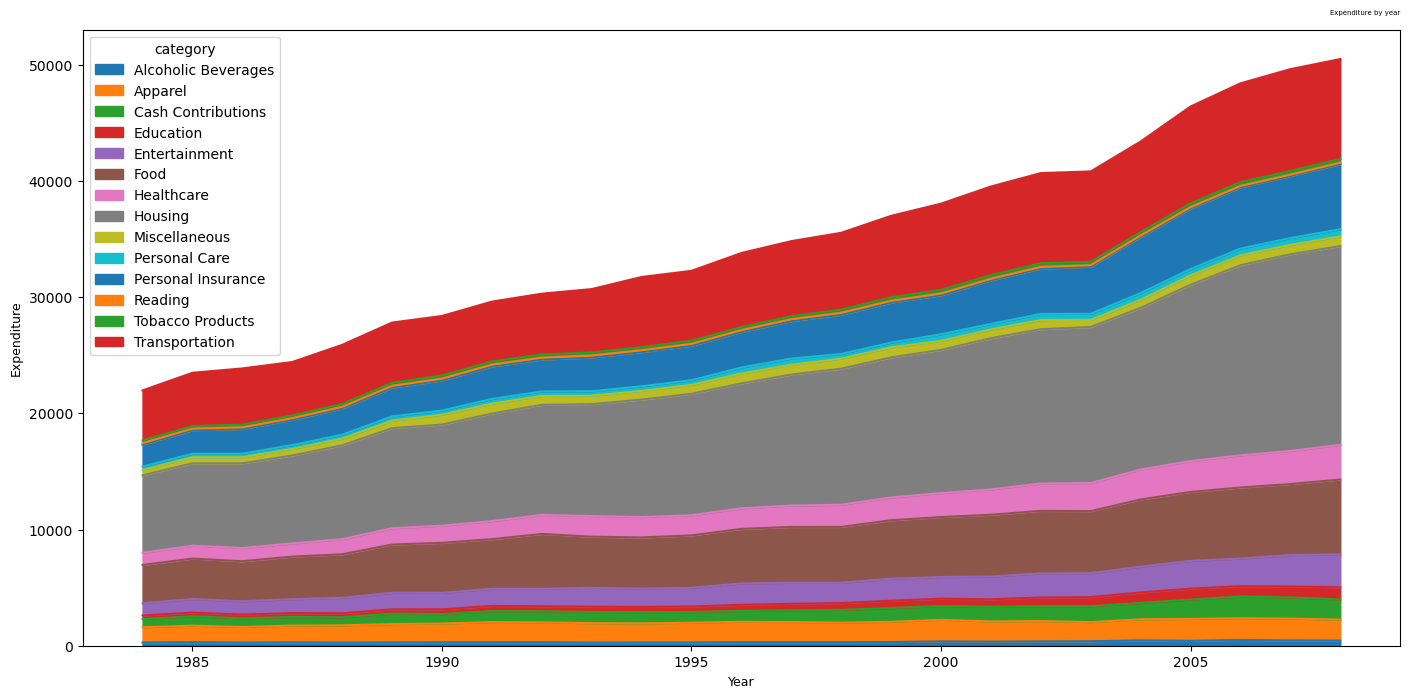 Expenditure by year
category
Alcoholic Beverages
Apparel
Cash Contributions
Education
Entertainment
Food
Healthcare
Housing
Miscellaneous
Personal Care
Personal Insurance
Reading
Tobacco Products
Transportation
Expenditure
50000
40000
30000
20000
10000
0
1985
1990
1995
2000
2005
Year